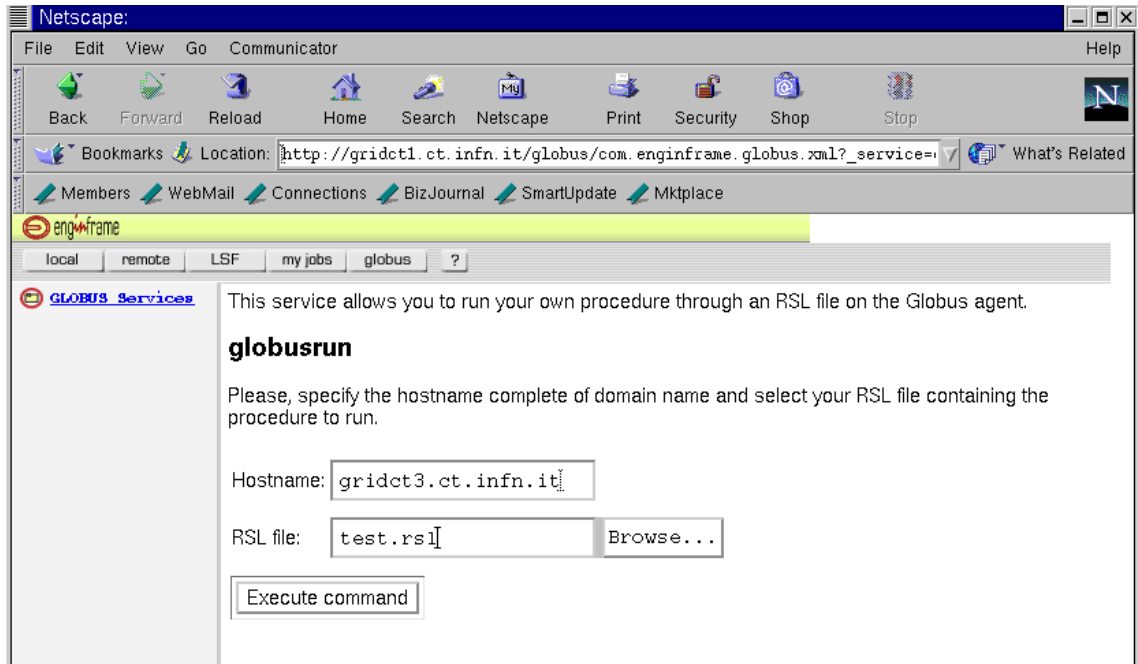 Netscape:
File Edit View Go Communicator Help
Back Forward Reload Home Search Netscape Print Security Shop Stop
My
N
Bookmarks Location: http://gridct1.ct.infn.it/globus/com.enginframe.globus.xml?_service= What's Related
Members WebMail Connections BizJournal SmartUpdate Mktplace
enginframe
local remote LSF my jobs globus ?
GLOBUS Services
This service allows you to run your own procedure through an RSL file on the Globus agent.
globusrun
Please, specify the hostname complete of domain name and select your RSL file containing the
procedure to run.
Hostname: gridct3.ct.infn.it
RSL file: test.rsl Browse...
Execute command